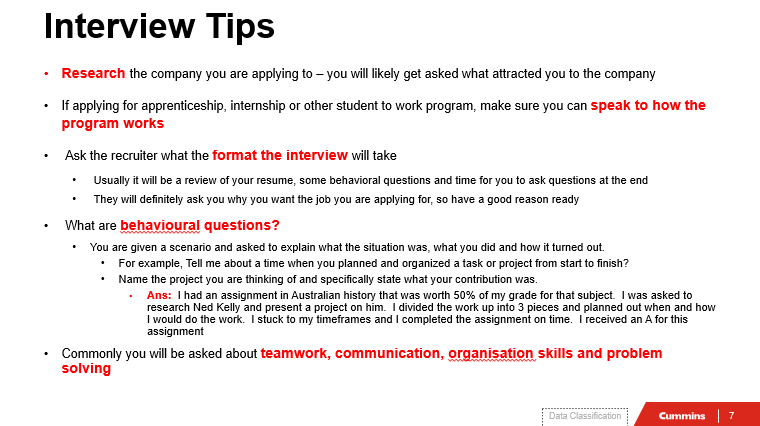 Interview Tips
• Research the company you are applying to – you will likely get asked what attracted you to the company
• If applying for apprenticeship, internship or other student to work program, make sure you can speak to how the
program works
• Ask the recruiter what the format the interview will take
• Usually it will be a review of your resume, some behavioral questions and time for you to ask questions at the end
• They will definitely ask you why you want the job you are applying for, so have a good reason ready
• What are behavioural questions?
• You are given a scenario and asked to explain what the situation was, what you did and how it turned out.
• For example, Tell me about a time when you planned and organized a task or project from start to finish?
• Name the project you are thinking of and specifically state what your contribution was.
• Ans: I had an assignment in Australian history that was worth 50% of my grade for that subject. I was asked to
research Ned Kelly and present a project on him. I divided the work up into 3 pieces and planned out when and how
I would do the work. I stuck to my timeframes and I completed the assignment on time. I received an A for this
assignment
• Commonly you will be asked about teamwork, communication, organisation skills and problem
solving
Data Classification
Cummins 7